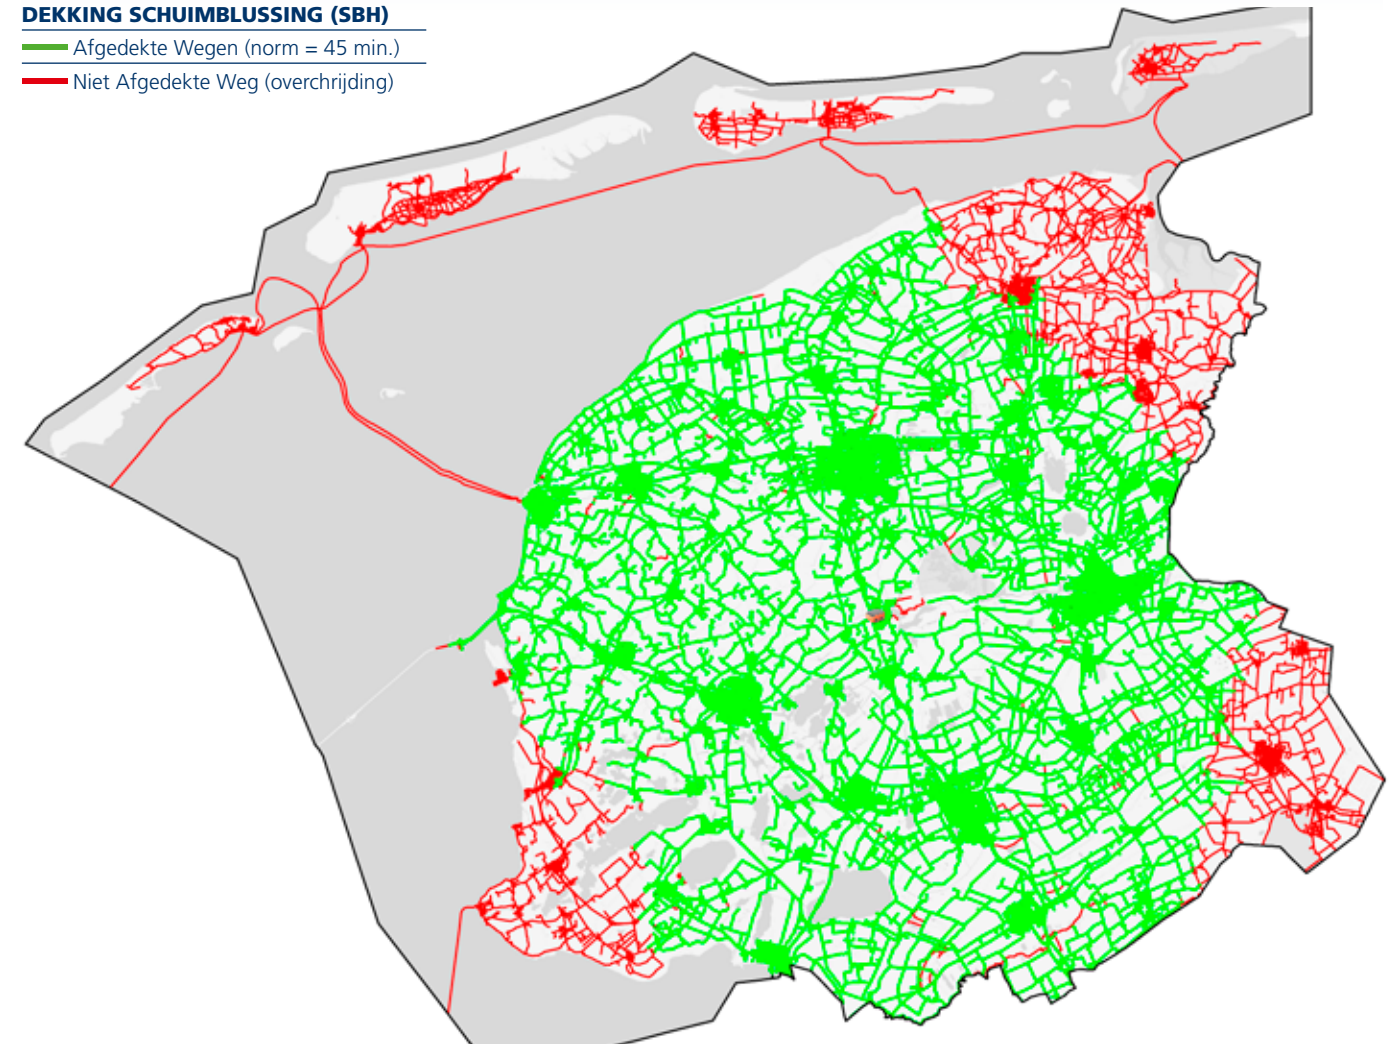 DEKKING SCHUIMBLUSSING (SBH)
Afgedekte Wegen (norm = 45 min.)
Niet Afgedekte Weg (overchrijding)